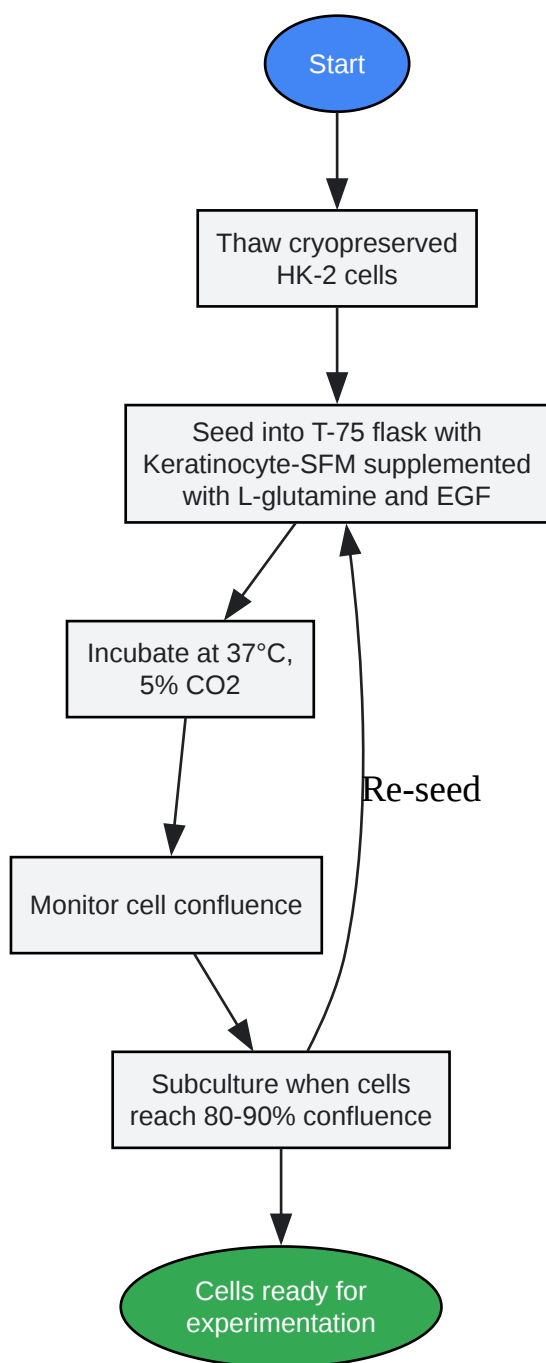 Start
Thaw cryopreserved
HK-2 cells
Seed into T-75 flask with
Keratinocyte-SFM supplemented
with L-glutamine and EGF
Incubate at 37°C,
5% CO2
Re-seed
Monitor cell confluence
Subculture when cells
reach 80-90% confluence
Cells ready for
experimentation